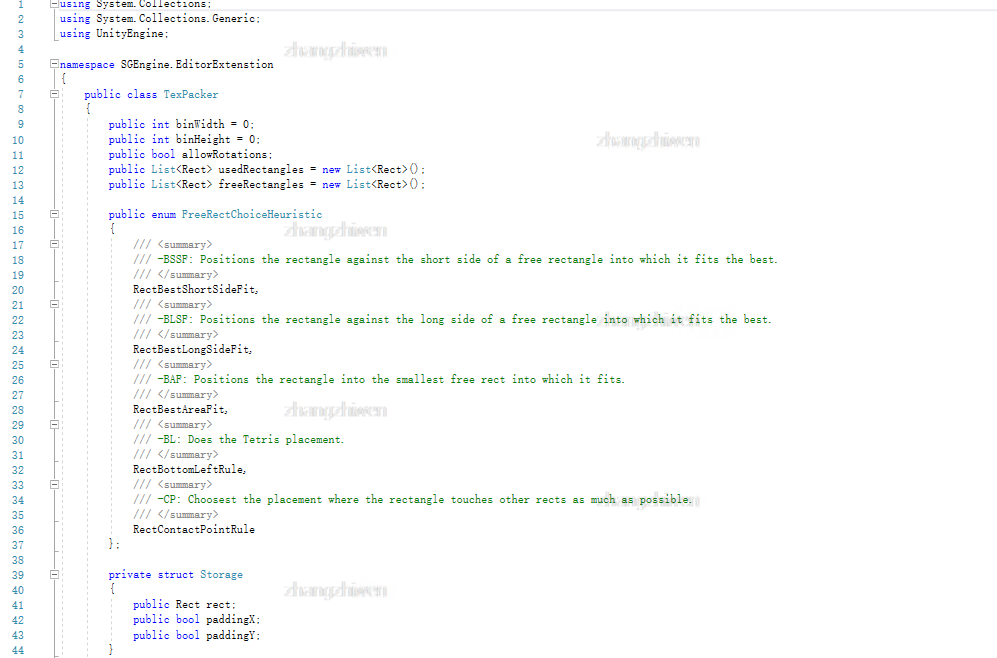 1 using System.Collections;
2 using System.Collections.Generic;
3 using UnityEngine;
4
5 namespace SGEngine.EditorExtenstion
6 {
7 public class TexPacker
8 {
9 public int binWidth = 0;
10 public int binHeight = 0;
11 public bool allowRotations;
12 public List<Rect> usedRectangles = new List<Rect>();
13 public List<Rect> freeRectangles = new List<Rect>();
14
15 public enum FreeRectChoiceHeuristic
16 {
17 /// <summary>
18 /// -BSSF: Positions the rectangle against the short side of a free rectangle into which it fits the best.
19 /// </summary>
20 RectBestShortSideFit,
21 /// <summary>
22 /// -BLSF: Positions the rectangle against the long side of a free rectangle into which it fits the best.
23 /// </summary>
24 RectBestLongSideFit,
25 /// <summary>
26 /// -BAF: Positions the rectangle into the smallest free rect into which it fits.
27 /// </summary>
28 RectBestAreaFit,
29 /// <summary>
30 /// -BL: Does the Tetris placement.
31 /// </summary>
32 RectBottomLeftRule,
33 /// <summary>
34 /// -CP: Choosest the placement where the rectangle touches other rects as much as possible.
35 /// </summary>
36 RectContactPointRule
37 };
38
39 private struct Storage
40 {
41 public Rect rect;
42 public bool paddingX;
43 public bool paddingY;
44 }
zhangzhiwen
zhangzhiwen
zhangzhiwen
zhangzhiwen
zhangzhiwen
zhangzhiwen
zhangzhiwen